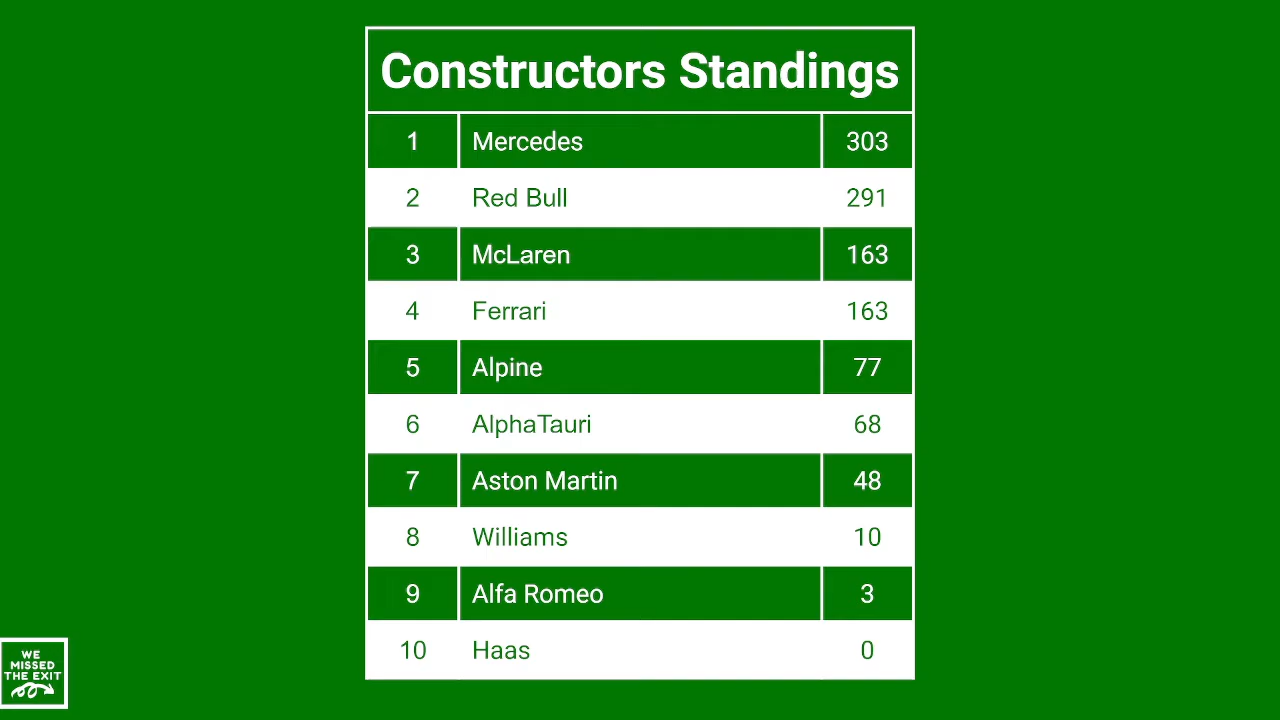 Constructors Standings
1 Mercedes 303
2 Red Bull 291
3 McLaren 163
4 Ferrari 163
5 Alpine 77
6 AlphaTauri 68
7 Aston Martin 48
8 Williams 10
9 Alfa Romeo 3
10 Haas 0
WE
MISSED
THE EXIT